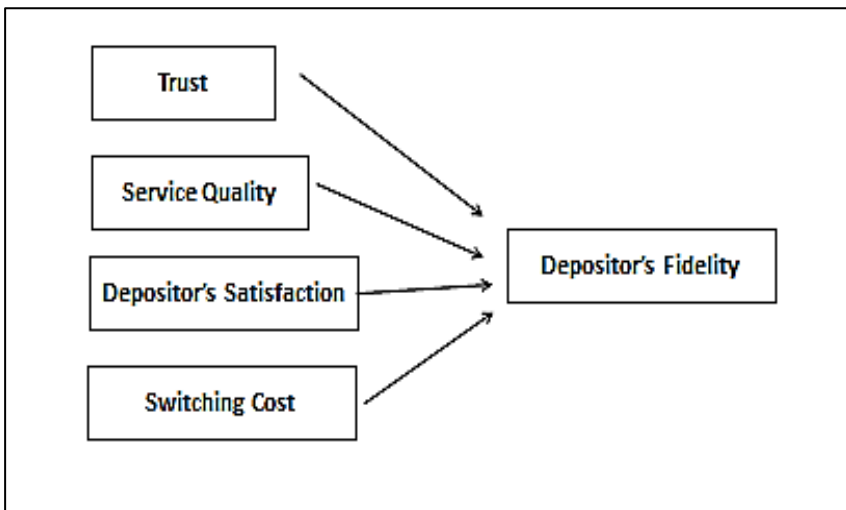 Trust
Service Quality
Depositor's Satisfaction
Switching Cost
Depositor's Fidelity